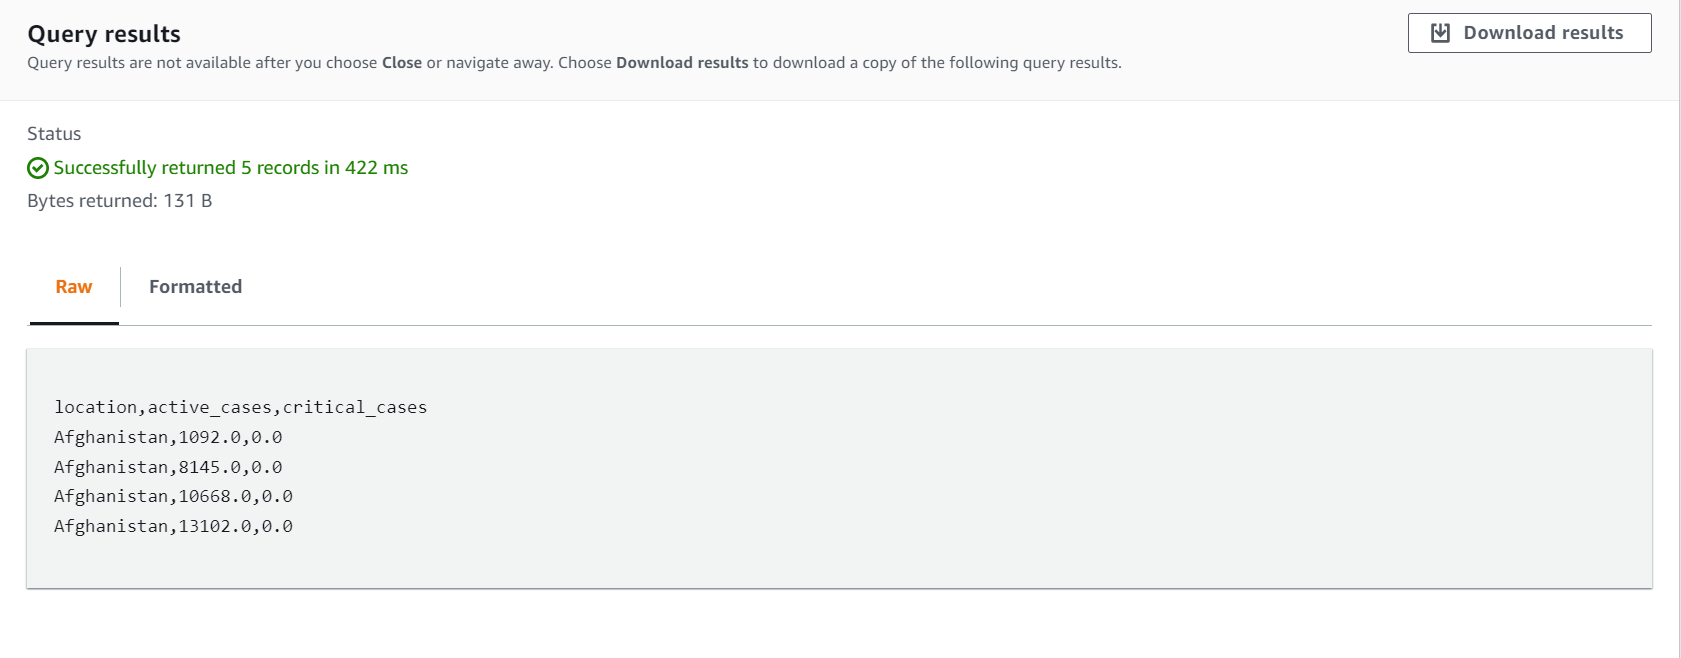 Query results
Download results
Query results are not available after you choose Close or navigate away. Choose Download results to download a copy of the following query results.
Status
Successfully returned 5 records in 422 ms
Bytes returned: 131 B
Raw
Formatted
location,active_cases,critical_cases
Afghanistan,1092.0,0.0
Afghanistan,8145.0,0.0
Afghanistan,10668.0,0.0
Afghanistan,13102.0,0.0